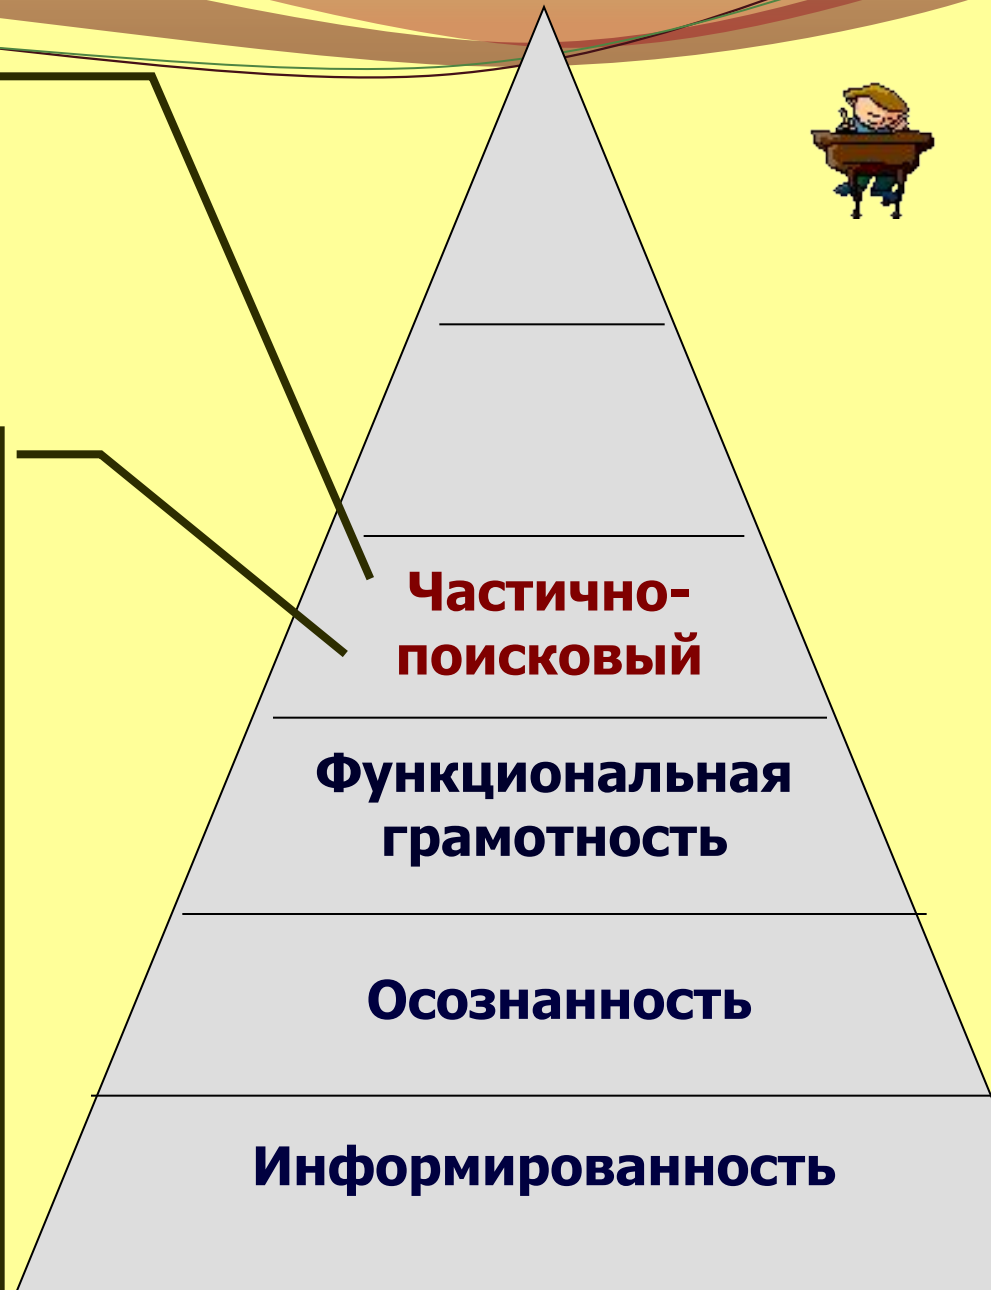 Частично-
поисковый
Функциональная
грамотность
Осознанность
Информированность